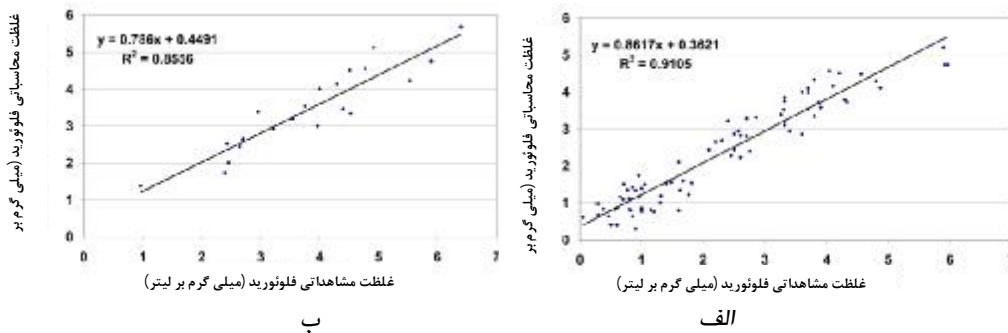 غلظت محاسباتی فلوئورید (میلی گرم بر
y = 0.8617x + 0.3821
R² = 0.9105
6
5
4
3
2
1
0
0 1 2 3 4 5 6 7
غلظت مشاهداتی فلوئورید (میلی گرم بر لیتر)
الف
غلظت محاسباتی فلوئورید (میلی گرم بر
y = 0.786x + 0.4491
R² = 0.8536
6
5
4
3
2
1
0
0 1 2 3 4 5 6 7
غلظت مشاهداتی فلوئورید (میلی گرم بر لیتر)
ب